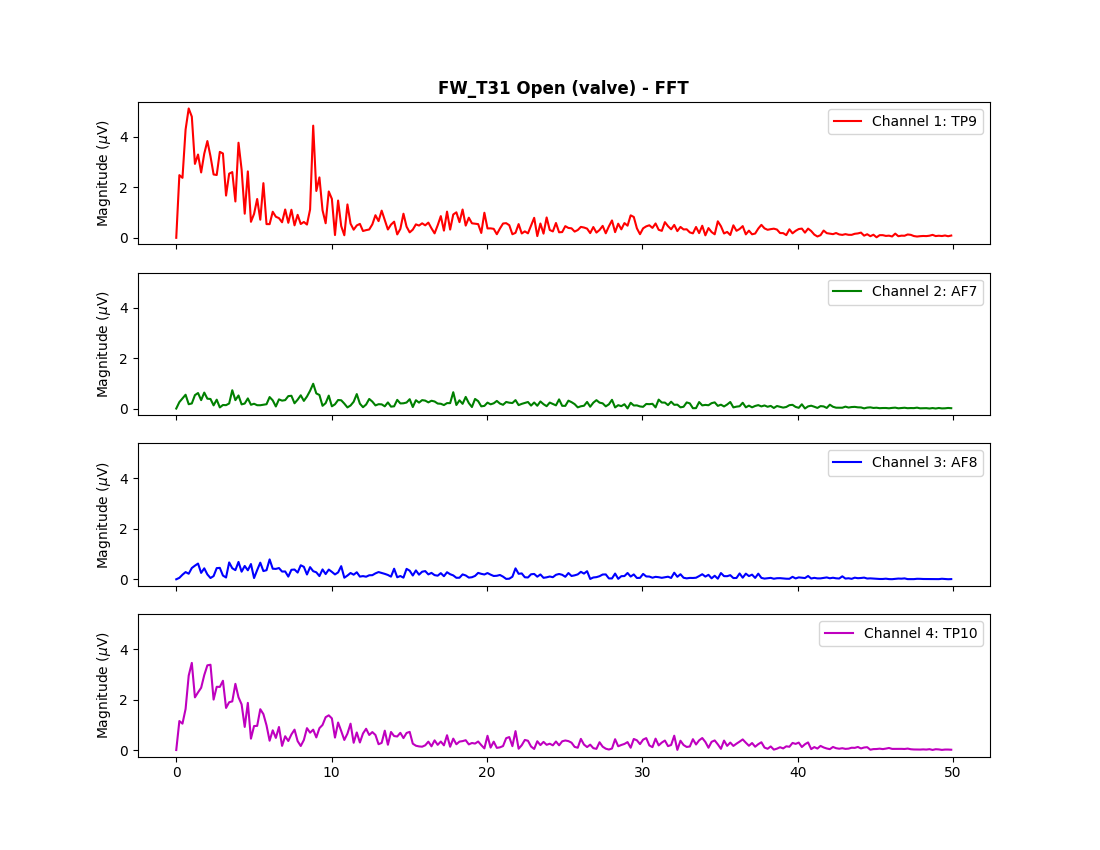 FW_T31 Open (valve) - FFT
Magnitude (μV)
4
2
0
Channel 1: TP9
Magnitude (μV)
4
2
0
Channel 2: AF7
Magnitude (μV)
4
2
0
Channel 3: AF8
Magnitude (μV)
4
2
0
Channel 4: TP10
0 10 20 30 40 50